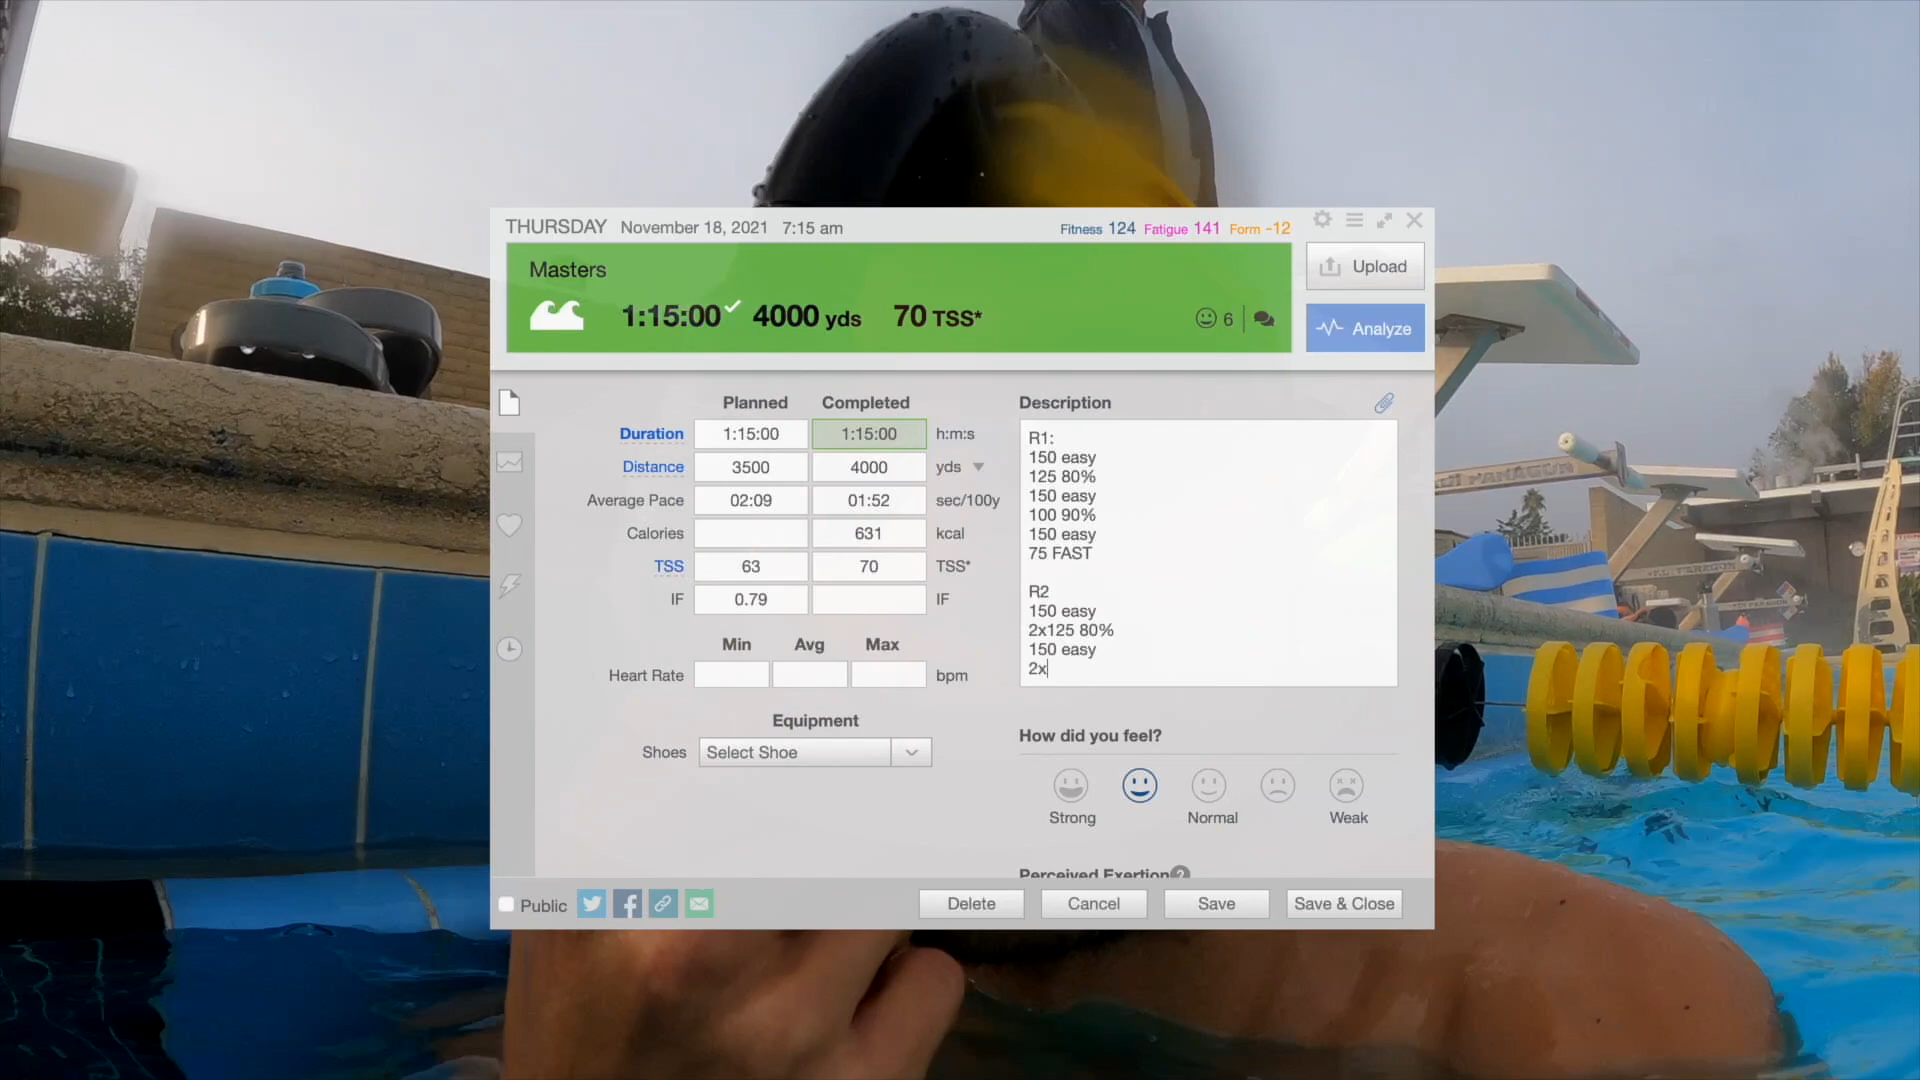 THURSDAY November 18, 2021 7:15 am
Fitness 124 Fatigue 141 Form -12
Masters
1:15:00 4000 yds 70 TSS*
6
Upload
Analyze
Planned Completed
Duration 1:15:00 1:15:00 h:m:s
Distance 3500 4000 yds
Average Pace 02:09 01:52 sec/100y
Calories 631 kcal
TSS 63 70 TSS*
IF 0.79 IF
Min Avg Max
Heart Rate bpm
Equipment
Shoes Select Shoe
Description
R1:
150 easy
125 80%
150 easy
100 90%
150 easy
75 FAST
R2
150 easy
2x125 80%
150 easy
2x
How did you feel?
Strong Normal Weak
Perceived Exertion ?
Public
Delete Cancel Save Save & Close